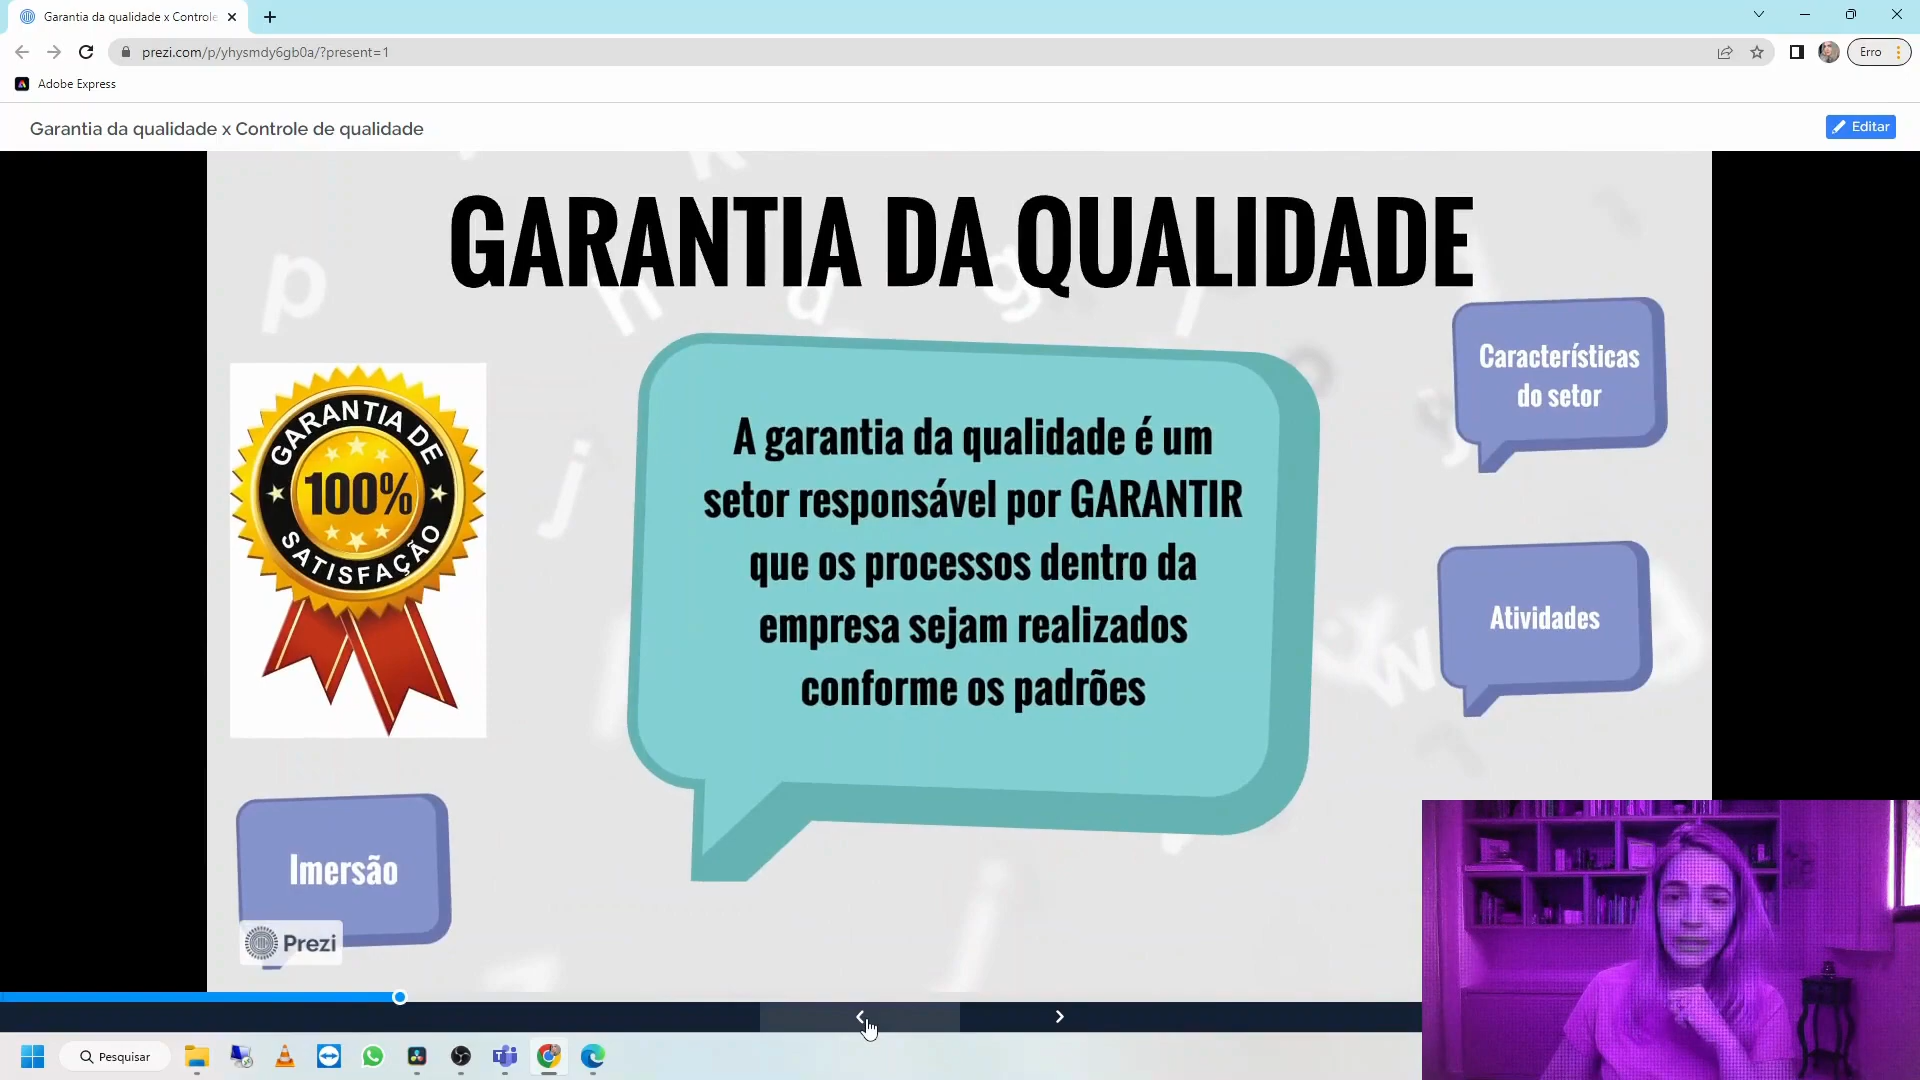 Garantia da qualidade x Controle
prezi.com/p/yhysmdy6gb0a/?present=1
Erro
Adobe Express
Garantia da qualidade x Controle de qualidade
Editar
GARANTIA DA QUALIDADE
GARANTIA DE
100%
SATISFAÇÃO
A garantia da qualidade é um
setor responsável por GARANTIR
que os processos dentro da
empresa sejam realizados
conforme os padrões
Características
do setor
Atividades
Imersão
Prezi
Pesquisar